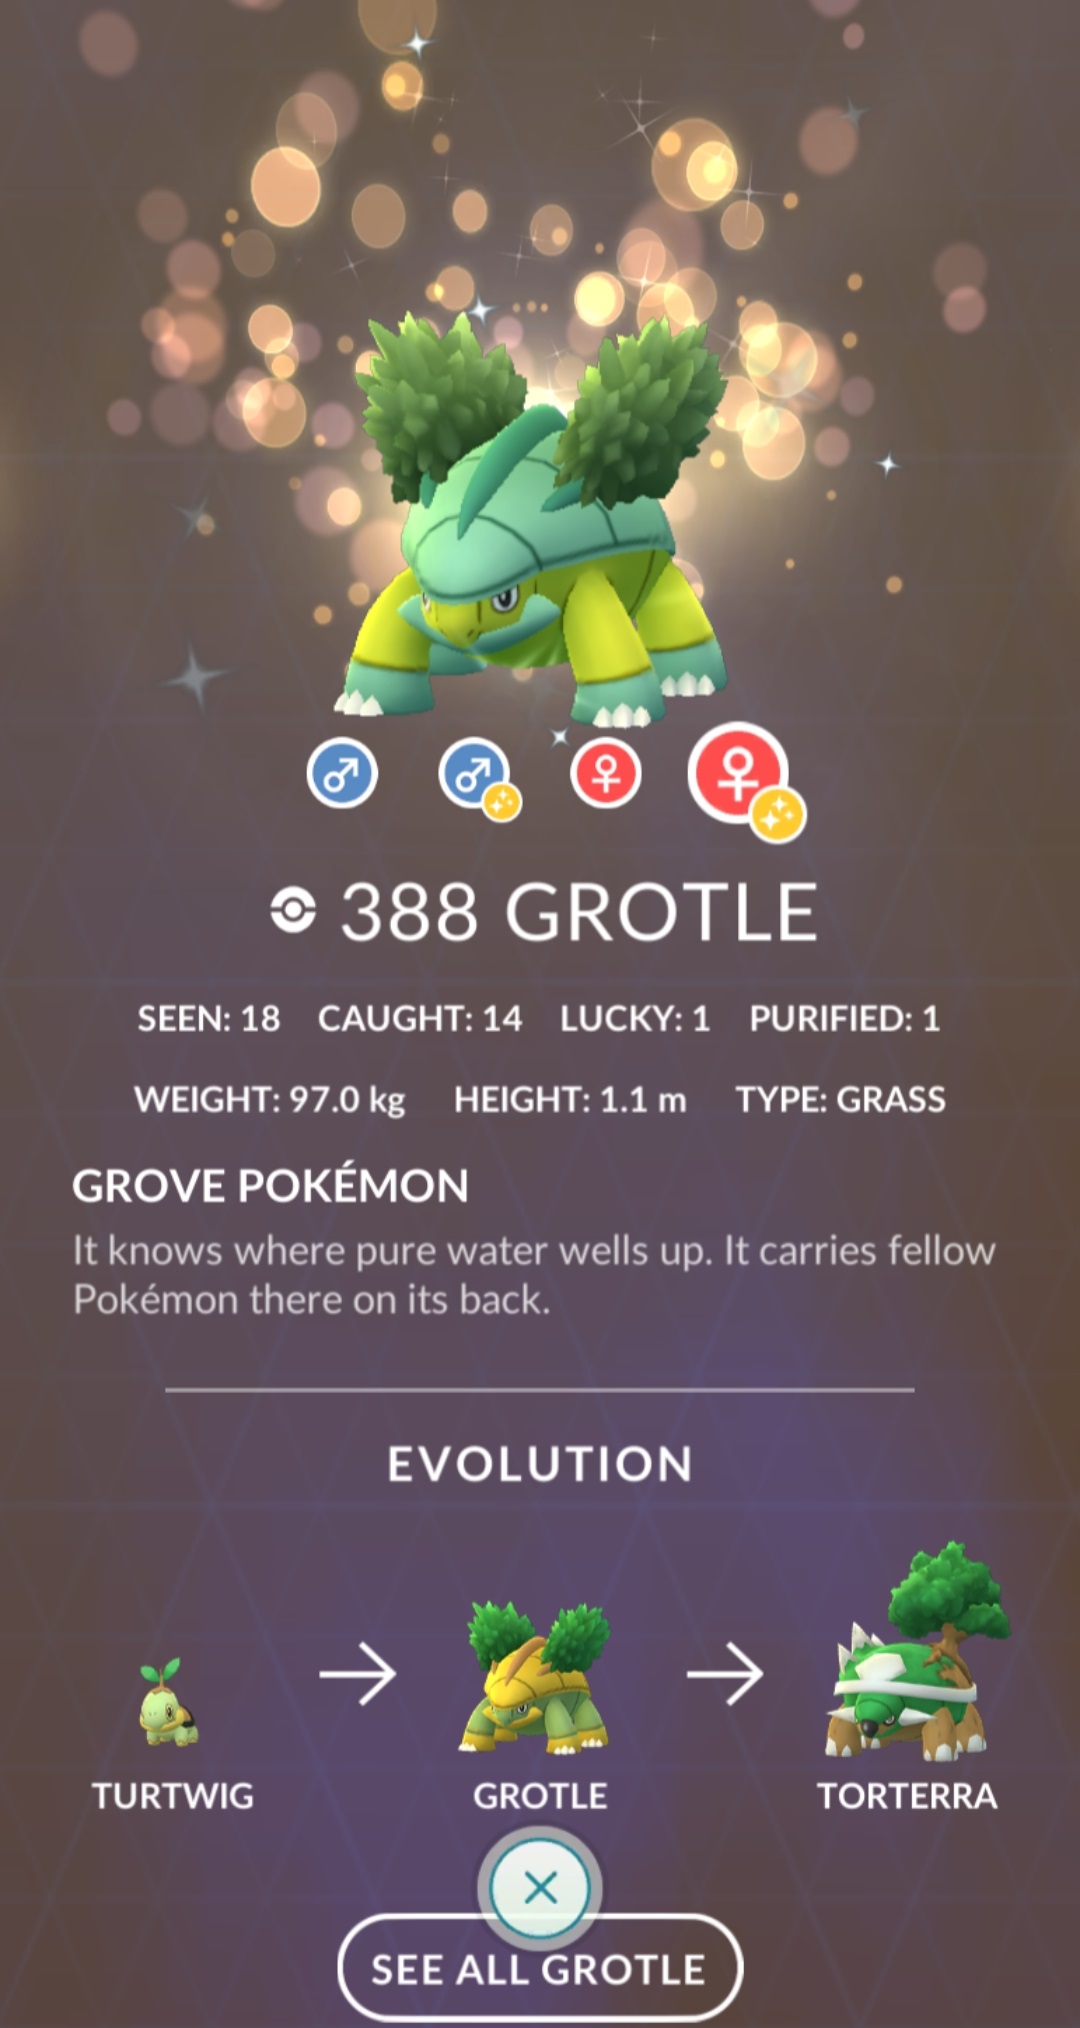 388 GROTLE
SEEN: 18 CAUGHT: 14 LUCKY: 1 PURIFIED: 1
WEIGHT: 97.0 kg HEIGHT: 1.1 m TYPE: GRASS
GROVE POKÉMON
It knows where pure water wells up. It carries fellow
Pokémon there on its back.
EVOLUTION
TURTWIG GROTLE TORTERRA
SEE ALL GROTLE